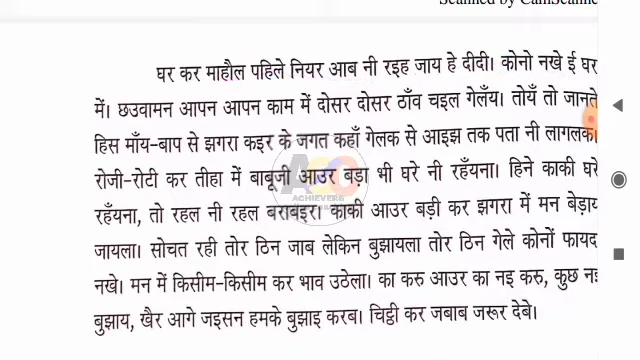 Scanned by CamScanne
घर कर माहौल पहिले नियर आब नी रइह जाय हे दीदी। कोनो नखे ई घर
में। छउवामन आपन आपन काम में दोसर दोसर ठाँव चइल गेलँय। तोयँ तो जानते
हिस माँय-बाप से झगरा कइर के जगत कहाँ गेलक से आइझ तक पता नी लागलक।
रोजी-रोटी कर तीहा में बाबूजी आउर बड़ा भी घरे नी रहँयना। हिने काकी घरे
रहँयना, तो रहल नी रहल बराबइर। काकी आउर बड़ी कर झगरा में मन बेड़ाय
जायला। सोचत रही तोर ठिन जाब लेकिन बुझायला तोर ठिन गेले कोनों फायद
नखे। मन में किसीम-किसीम कर भाव उठेला। का करु आउर का नइ करु, कुछ नइ
बुझाय, खैर आगे जइसन हमके बुझाइ करब। चिट्ठी कर जबाब जरूर देबे।
ACHIEVERS